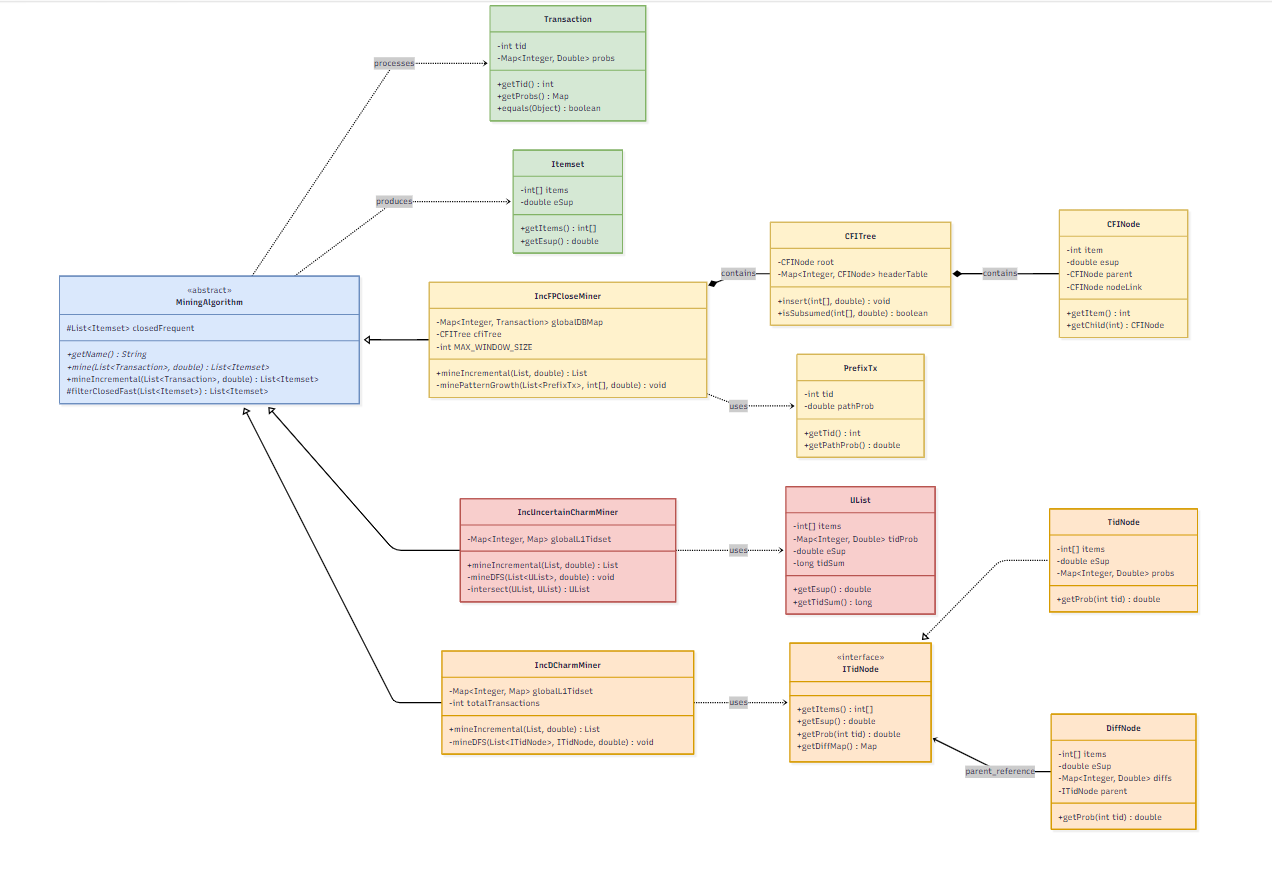 Transaction
-int tid
-Map<Integer, Double> probs
+getTid() : int
+getProbs() : Map
+equals(Object) : boolean
processes
Itemset
-int[] items
-double eSup
+getItems() : int[]
+getEsup() : double
produces
«abstract»
MiningAlgorithm
#List<Itemset> closedFrequent
+getName() : String
+mine(List<Transaction>, double) : List<Itemset>
+mineIncremental(List<Transaction>, double) : List<Itemset>
#filterClosedFast(List<Itemset>) : List<Itemset>
IncFPCloseMiner
-Map<Integer, Transaction> globalDBMap
-CFITree cfiTree
-int MAX_WINDOW_SIZE
+mineIncremental(List, double) : List
-minePatternGrowth(List<PrefixTx>, int[], double) : void
contains
CFITree
-CFINode root
-Map<Integer, CFINode> headerTable
+insert(int[], double) : void
+isSubsumed(int[], double) : boolean
contains
CFINode
-int item
-double esup
-CFINode parent
-CFINode nodeLink
+getItem() : int
+getChild(int) : CFINode
uses
PrefixTx
-int tid
-double pathProb
+getTid() : int
+getPathProb() : double
IncUncertainCharmMiner
-Map<Integer, Map> globalL1Tidset
+mineIncremental(List, double) : List
-mineDFS(List<UList>, double) : void
-intersect(UList, UList) : UList
uses
UList
-int[] items
-Map<Integer, Double> tidProb
-double eSup
-long tidSum
+getEsup() : double
+getTidSum() : long
TidNode
-int[] items
-double eSup
-Map<Integer, Double> probs
+getProb(int tid) : double
IncDCharmMiner
-Map<Integer, Map> globalL1Tidset
-int totalTransactions
+mineIncremental(List, double) : List
-mineDFS(List<ITidNode>, ITidNode, double) : void
uses
«interface»
ITidNode
+getItems() : int[]
+getEsup() : double
+getProb(int tid) : double
+getDiffMap() : Map
parent_reference
DiffNode
-int[] items
-double eSup
-Map<Integer, Double> diffs
-ITidNode parent
+getProb(int tid) : double